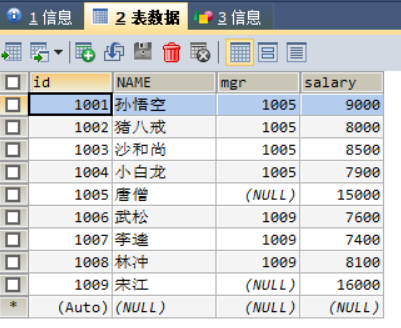 1 信息 2 表数据 3 信息
id NAME mgr salary
1001 孙悟空 1005 9000
1002 猪八戒 1005 8000
1003 沙和尚 1005 8500
1004 小白龙 1005 7900
1005 唐僧 (NULL) 15000
1006 武松 1009 7600
1007 李逵 1009 7400
1008 林冲 1009 8100
1009 宋江 (NULL) 16000
* (Auto) (NULL) (NULL) (NULL)